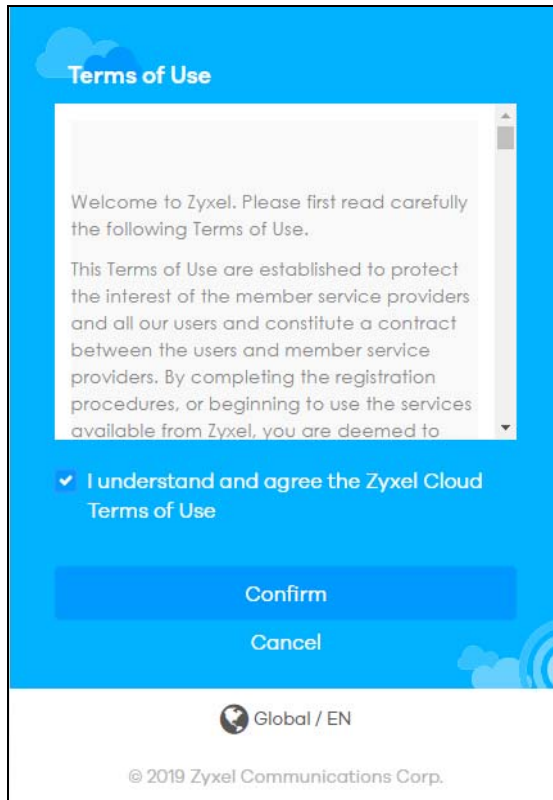 Terms of Use
Welcome to Zyxel. Please first read carefully
the following Terms of Use.
This Terms of Use are established to protect
the interest of the member service providers
and all our users and constitute a contract
between the users and member service
providers. By completing the registration
procedures, or beginning to use the services
available from Zyxel, you are deemed to
I understand and agree the Zyxel Cloud
Terms of Use
Confirm
Cancel
Global / EN
© 2019 Zyxel Communications Corp.